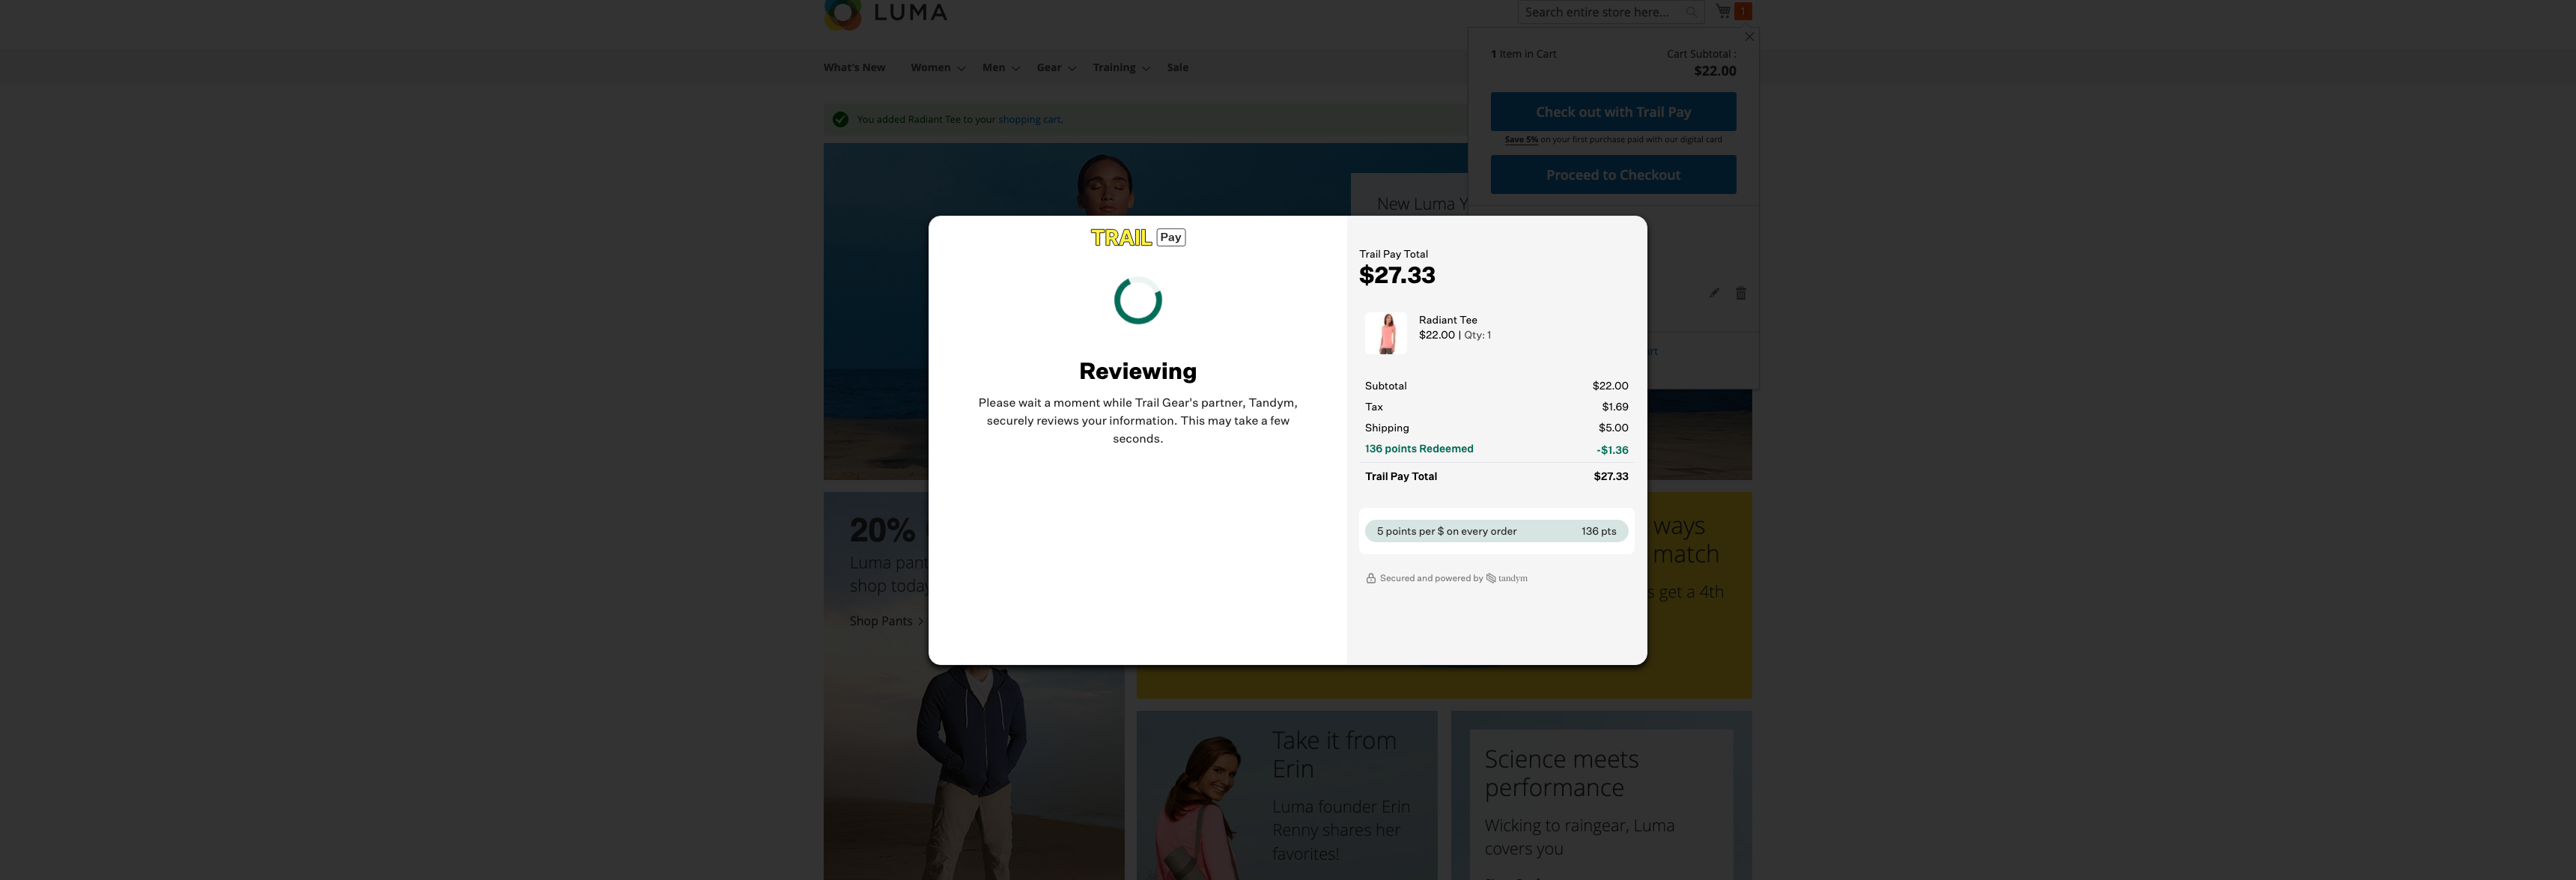 LUMA
Search entire store here...
1
What's New
Women
Men
Gear
Training
Sale
1 Item in Cart
Cart Subtotal :
$22.00
Check out with Trail Pay
Save 5% on your first purchase paid with our digital card
Proceed to Checkout
You added Radiant Tee to your shopping cart.
New Luma Y
TRAIL Pay
Reviewing
Please wait a moment while Trail Gear's partner, Tandym,
securely reviews your information. This may take a few
seconds.
Trail Pay Total
$27.33
Radiant Tee
$22.00 | Qty: 1
Subtotal $22.00
Tax $1.69
Shipping $5.00
136 points Redeemed -$1.36
Trail Pay Total $27.33
5 points per $ on every order 136 pts
Secured and powered by tandym
20%
Luma pant
shop today
Shop Pants >
ways
match
s get a 4th
Take it from
Erin
Luma founder Erin
Renny shares her
favorites!
Science meets
performance
Wicking to raingear, Luma
covers you